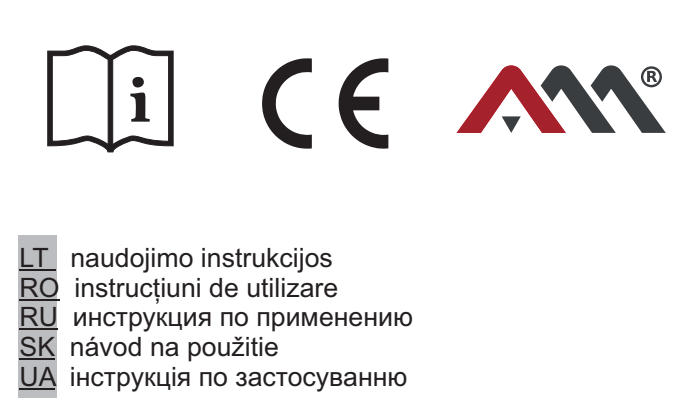 i CE AM®
LT naudojimo instrukcijos
RO instrucțiuni de utilizare
RU инструкция по применению
SK návod na použitie
UA інструкція по застосуванню